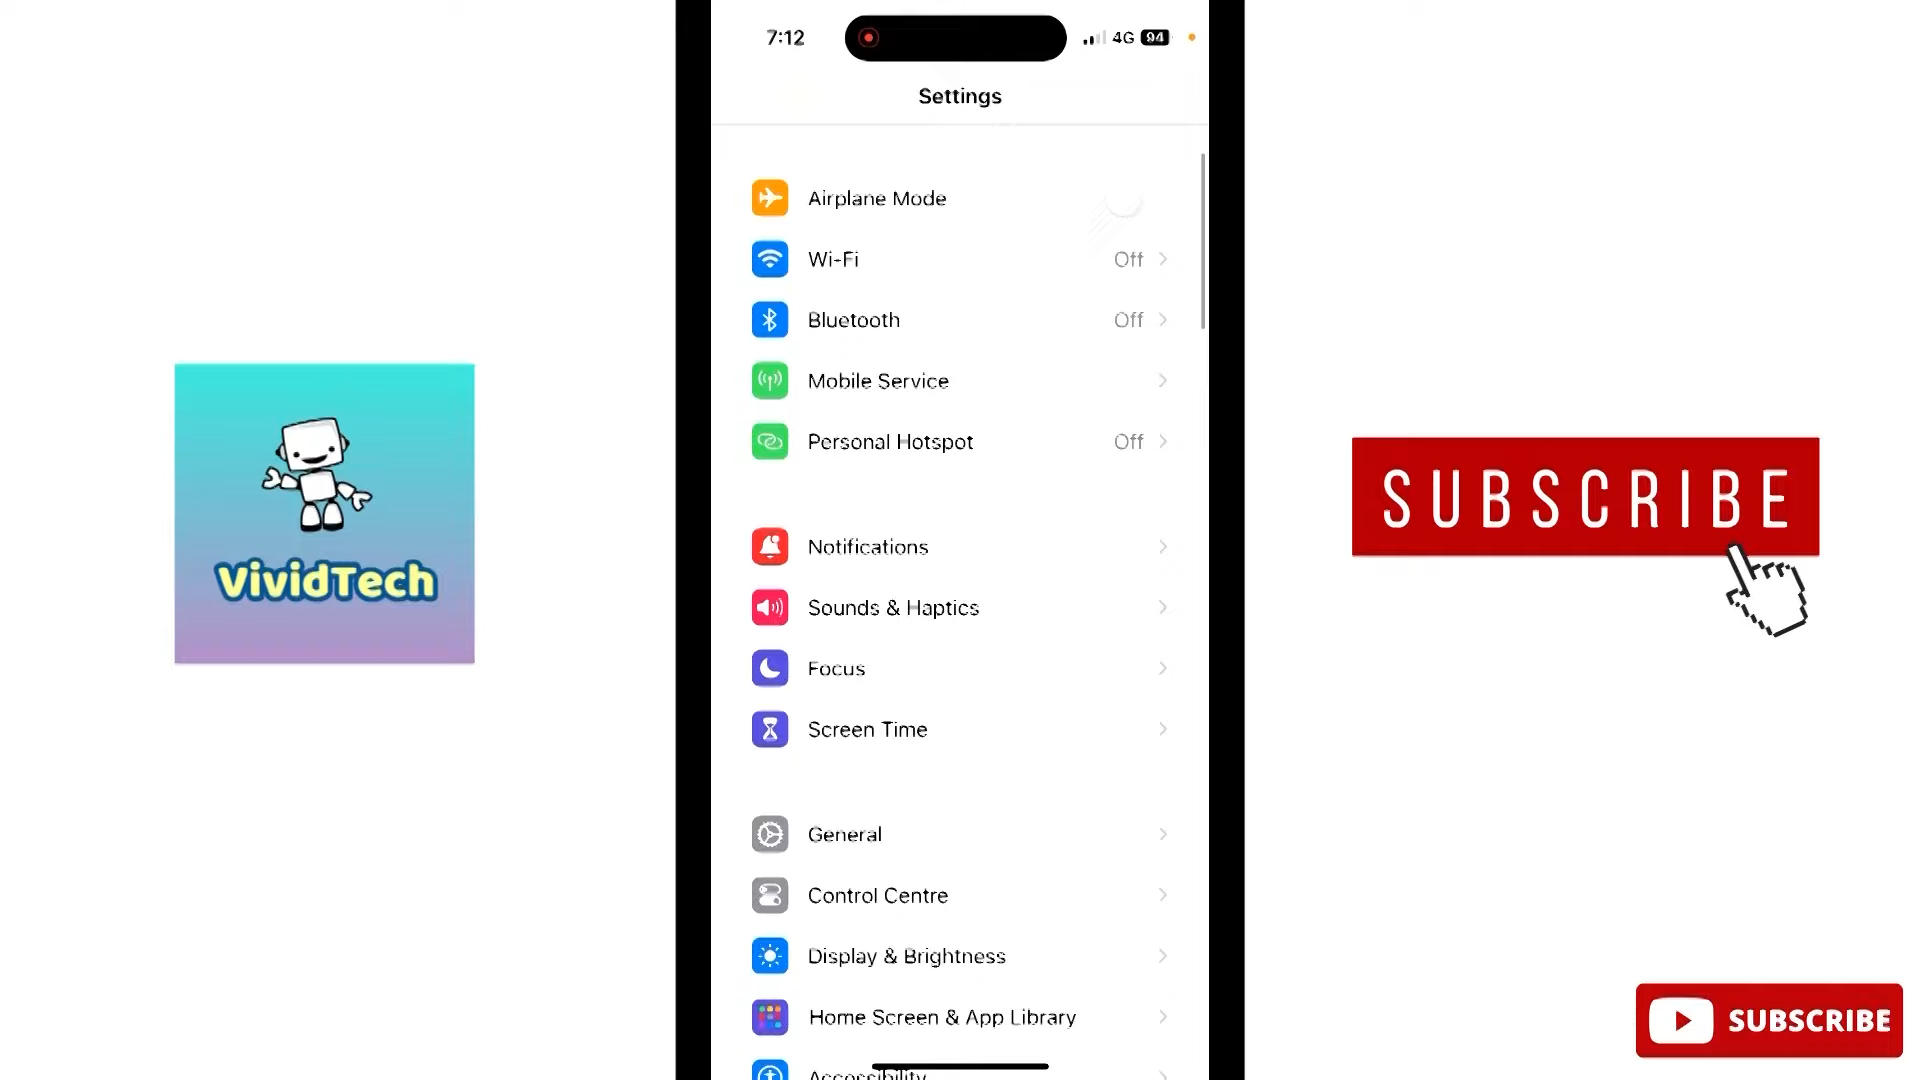 7:12
4G 94
Settings
Airplane Mode
Wi-Fi Off
Bluetooth Off
Mobile Service
Personal Hotspot Off
Notifications
Sounds & Haptics
Focus
Screen Time
General
Control Centre
Display & Brightness
Home Screen & App Library
Accessibility
VividTech
SUBSCRIBE
SUBSCRIBE